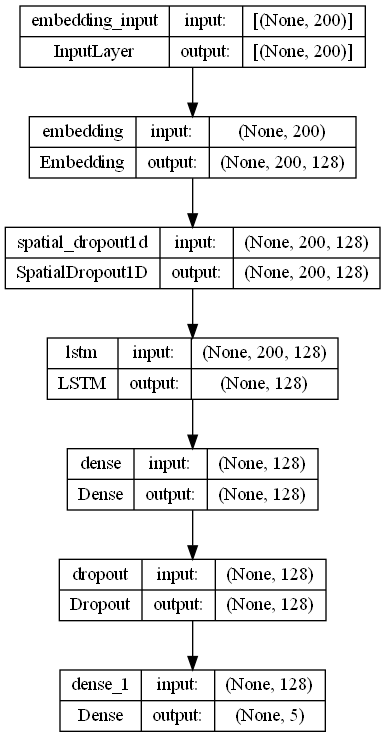 embedding_input input: [(None, 200)]
InputLayer output: [(None, 200)]
embedding input: (None, 200)
Embedding output: (None, 200, 128)
spatial_dropout1d input: (None, 200, 128)
SpatialDropout1D output: (None, 200, 128)
lstm input: (None, 200, 128)
LSTM output: (None, 128)
dense input: (None, 128)
Dense output: (None, 128)
dropout input: (None, 128)
Dropout output: (None, 128)
dense_1 input: (None, 128)
Dense output: (None, 5)